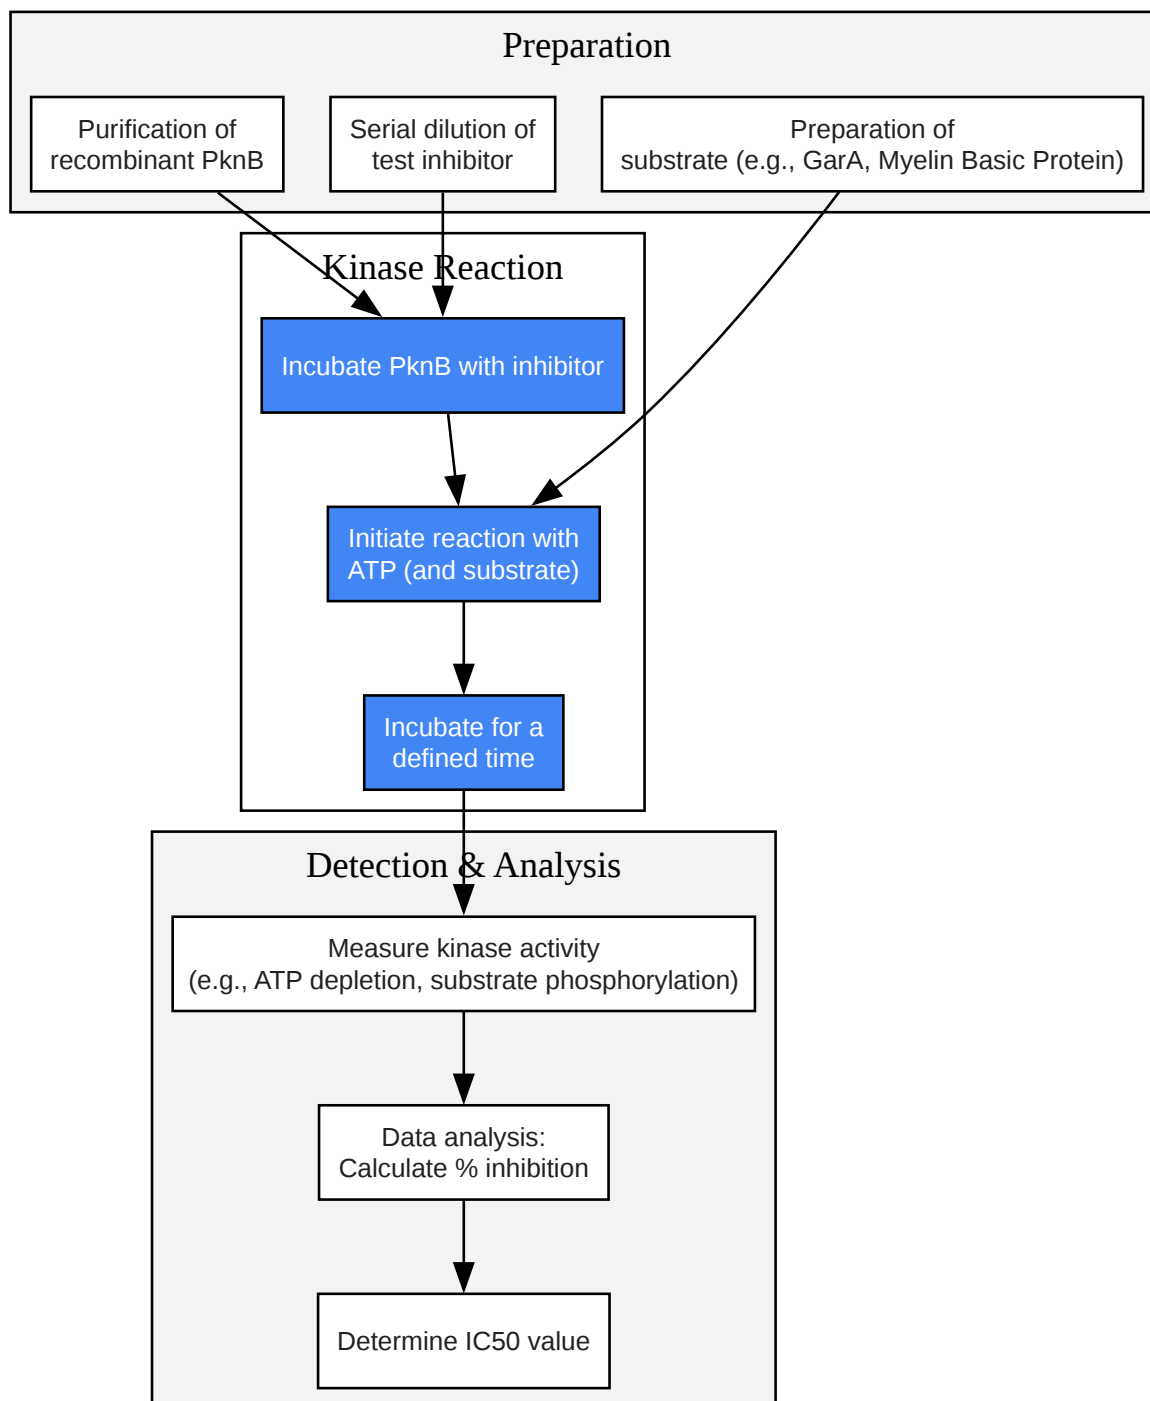 Preparation
Purification of
recombinant PknB
Serial dilution of
test inhibitor
Preparation of
substrate (e.g., GarA, Myelin Basic Protein)
Kinase Reaction
Incubate PknB with inhibitor
Initiate reaction with
ATP (and substrate)
Incubate for a
defined time
Detection & Analysis
Measure kinase activity
(e.g., ATP depletion, substrate phosphorylation)
Data analysis:
Calculate % inhibition
Determine IC50 value